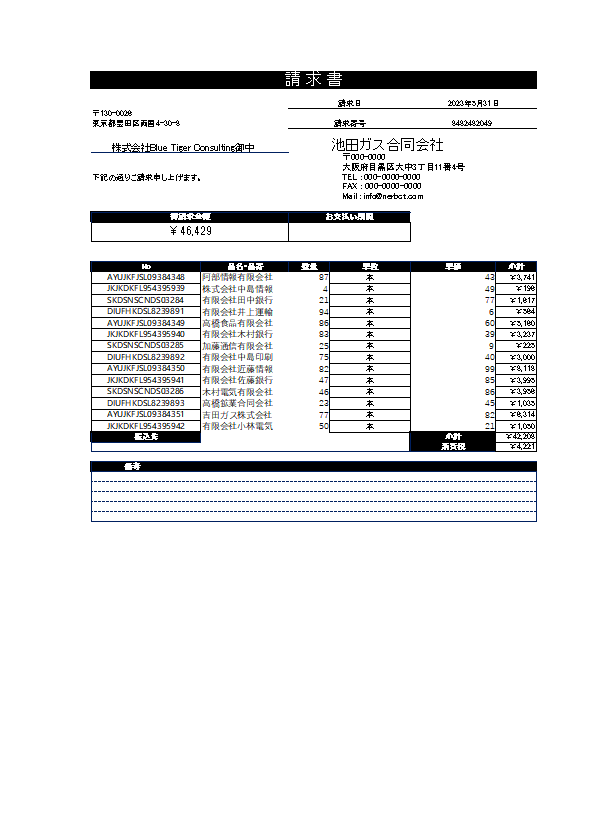 請求書
請求日 2023年5月31日
〒130-0026
東京都墨田区両国4-30-8
請求番号 8482482049
株式会社Blue Tiger Consulting御中
池田ガス合同会社
〒000-0000
大阪府目黒区大中3丁目11番4号
下記の通りご請求申し上げます。
TEL : 000-0000-0000
FAX : 000-0000-0000
Mail : info@nerbct.com
御請求金額 お支払い期限
￥46,429
No 品名・品番 数量 単数 単価 小計
AYUJKFJSL09384348 阿部情報有限会社 87 本 43 ￥3,741
JKJKDKFL954395939 株式会社中島情報 4 本 49 ￥196
SKDSNSCNDS03284 有限会社田中銀行 21 本 77 ￥1,617
DIUFHKDSL8239891 有限会社井上運輸 94 本 6 ￥564
AYUJKFJSL09384349 高橋食品有限会社 86 本 60 ￥5,160
JKJKDKFL954395940 有限会社木村銀行 83 本 39 ￥3,237
SKDSNSCNDS03285 加藤通信有限会社 25 本 9 ￥225
DIUFHKDSL8239892 有限会社中島印刷 75 本 40 ￥3,000
AYUJKFJSL09384350 有限会社近藤情報 82 本 99 ￥8,118
JKJKDKFL954395941 有限会社佐藤銀行 47 本 85 ￥3,995
SKDSNSCNDS03286 木村電気有限会社 46 本 86 ￥3,956
DIUFHKDSL8239893 高橋鉱業合同会社 23 本 45 ￥1,035
AYUJKFJSL09384351 吉田ガス株式会社 77 本 82 ￥6,314
JKJKDKFL954395942 有限会社小林電気 50 本 21 ￥1,050
振込先 小計 ￥42,208
消費税 ￥4,221
備考